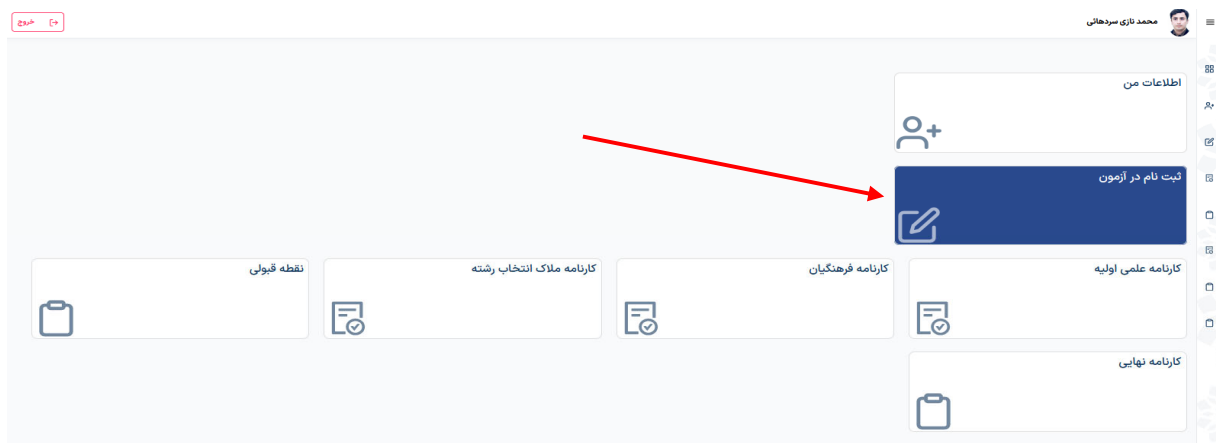 محمد نازی سردهائی
خروج
اطلاعات من
ثبت نام در آزمون
کارنامه علمی اولیه
کارنامه فرهنگیان
کارنامه ملاک انتخاب رشته
نقطه قبولی
کارنامه نهایی